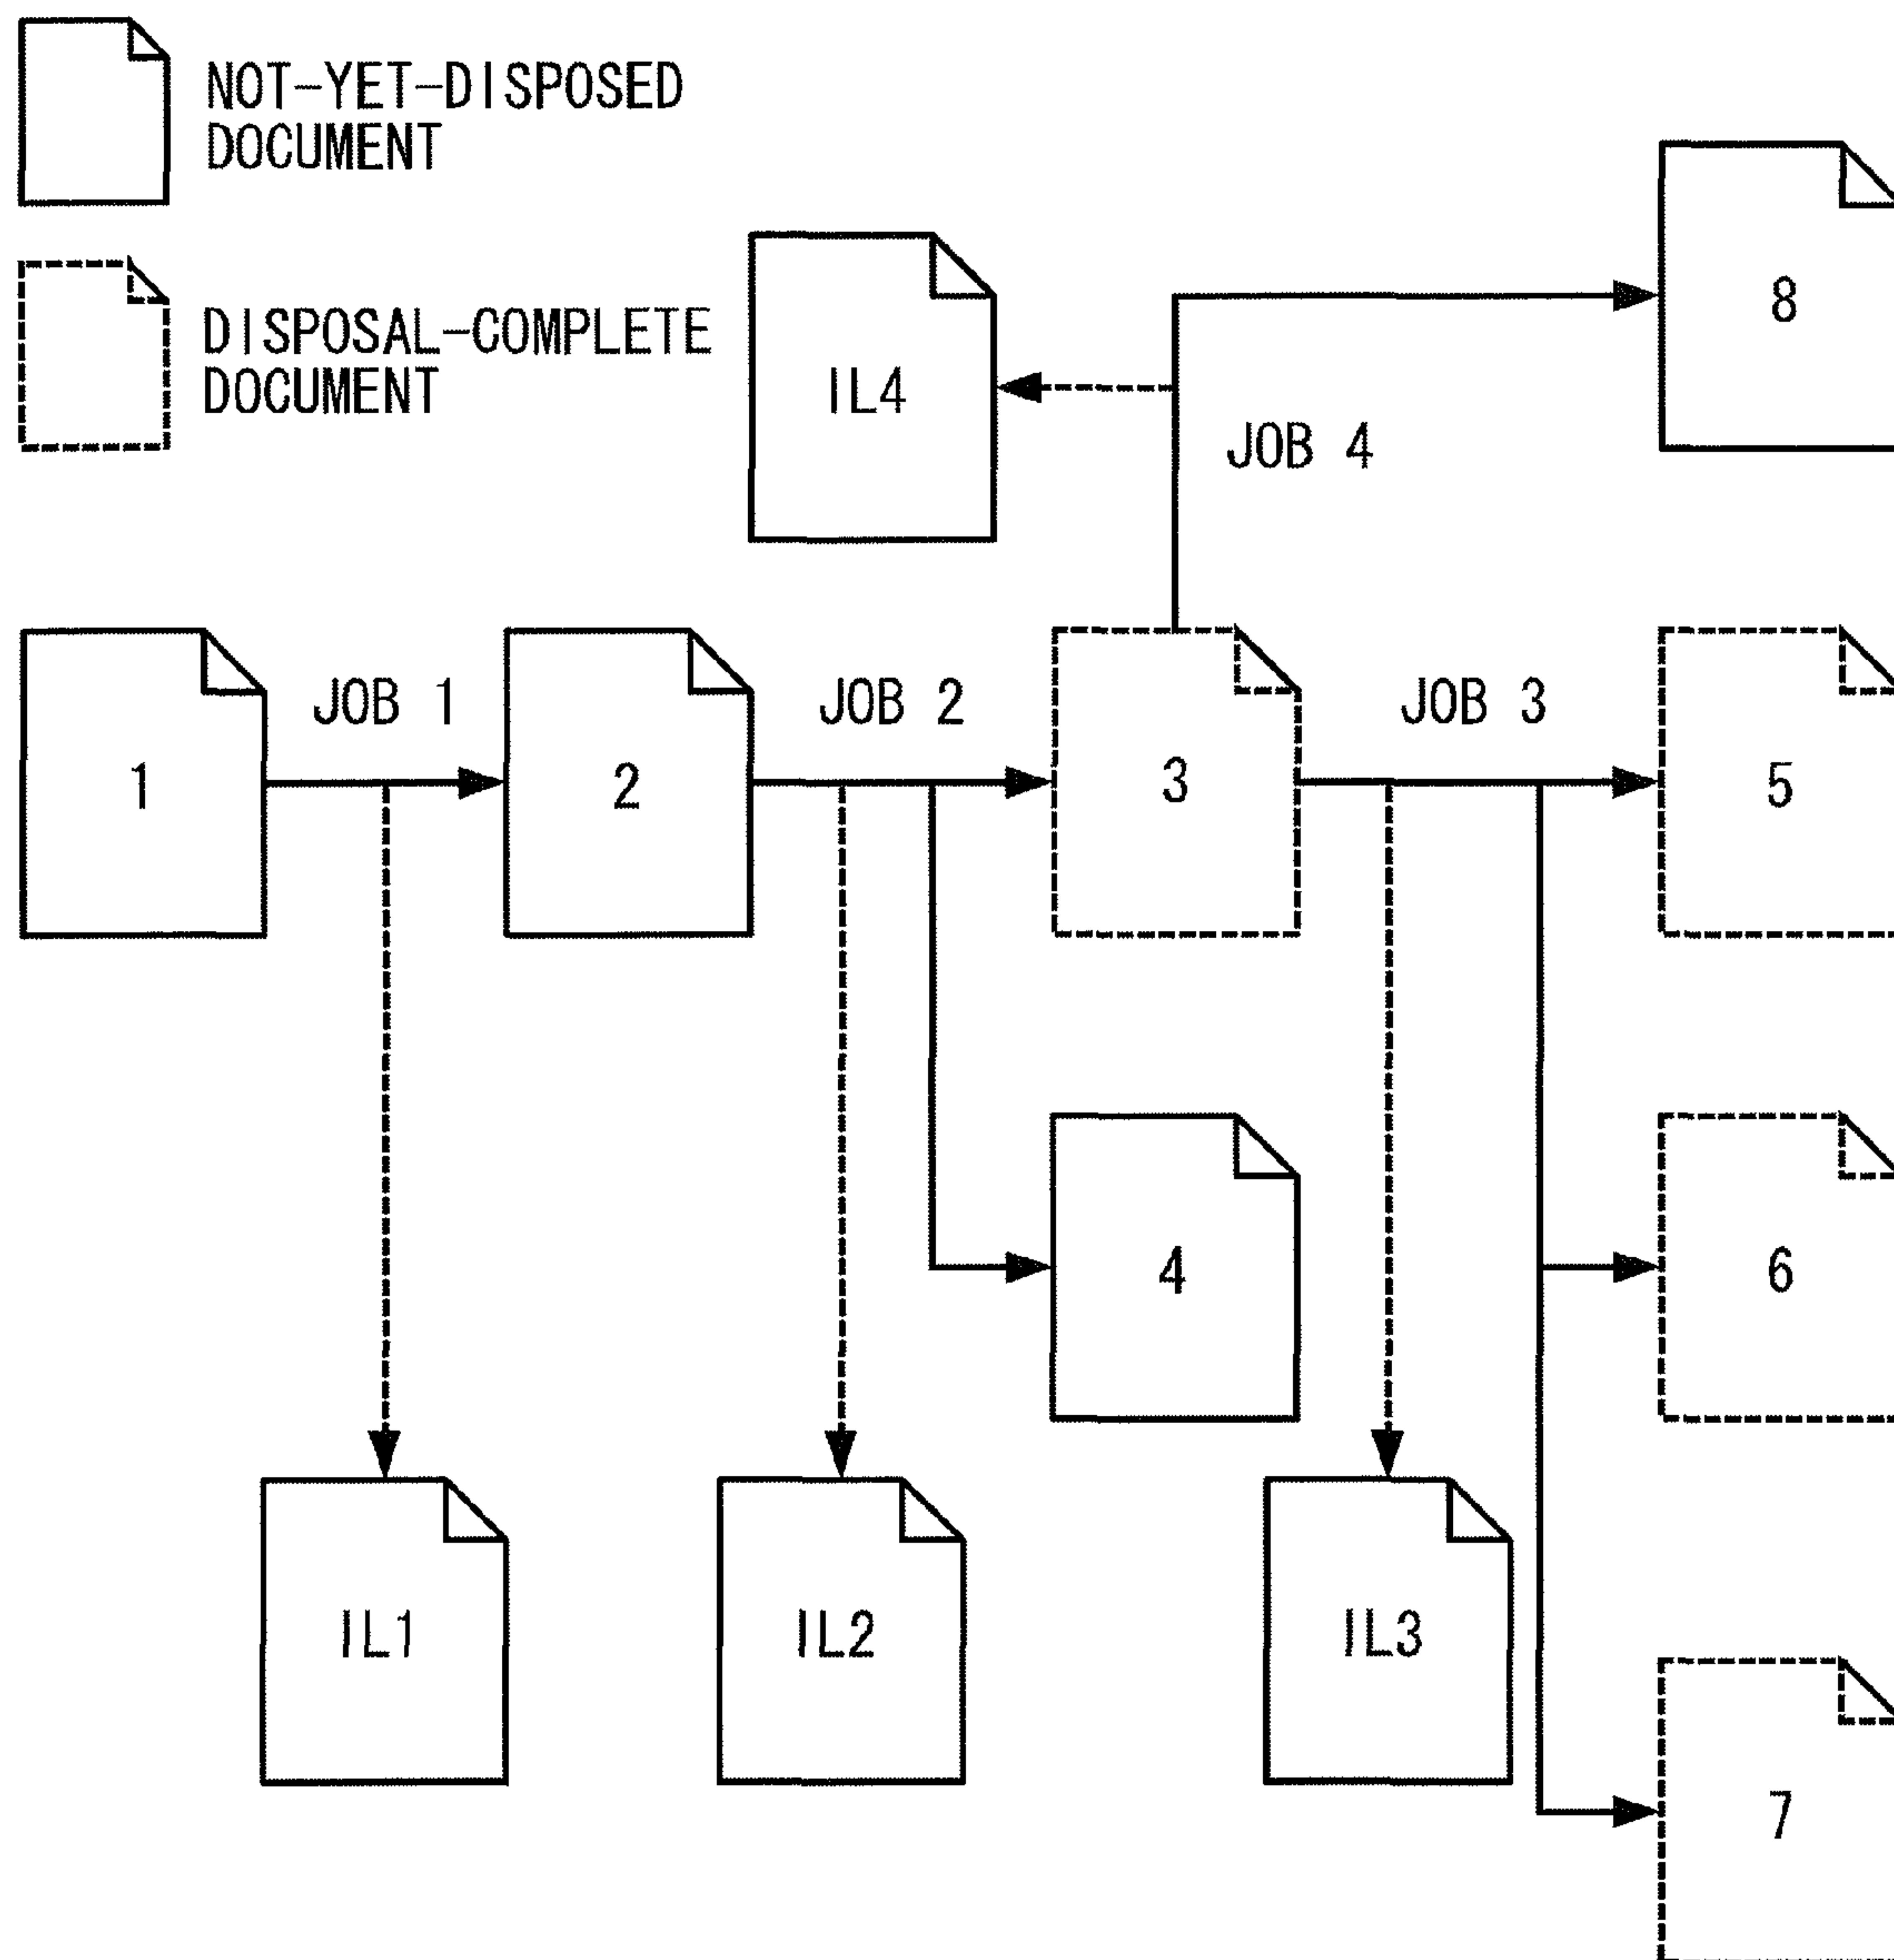 NOT-YET-DISPOSED
DOCUMENT
DISPOSAL-COMPLETE
DOCUMENT
8
IL4
JOB 4
JOB 1
JOB 2
JOB 3
1
2
3
5
4
6
IL1
IL2
IL3
7